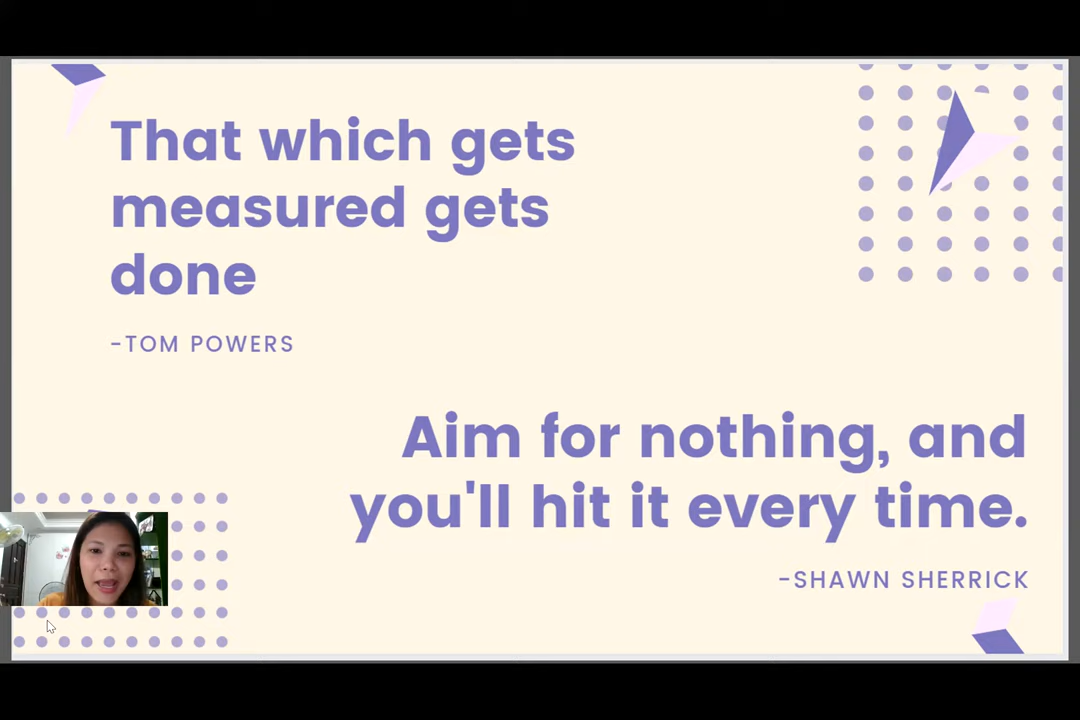 That which gets
measured gets
done
-TOM POWERS
Aim for nothing, and
you'll hit it every time.
-SHAWN SHERRICK